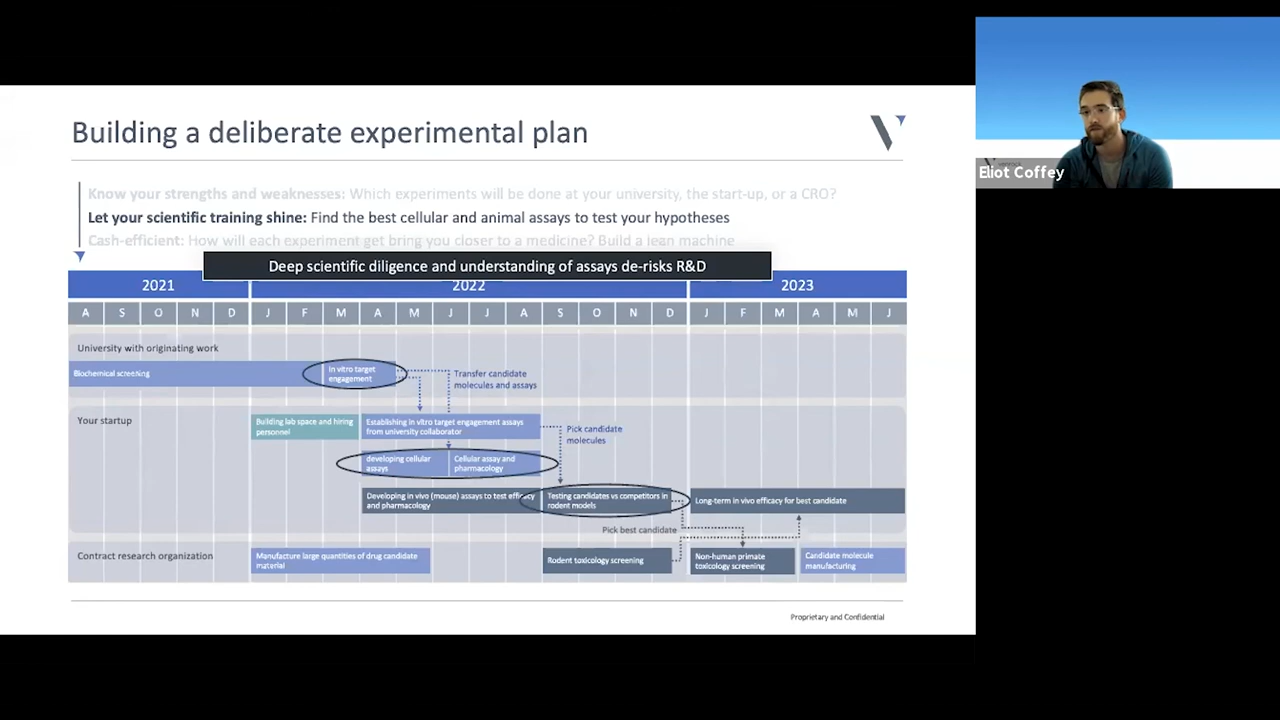 Building a deliberate experimental plan
Know your strengths and weaknesses: Which experiments will be done at your university, the start-up, or a CRO?
Let your scientific training shine: Find the best cellular and animal assays to test your hypotheses
Cash-efficient: How will each experiment get bring you closer to a medicine? Build a lean machine
Deep scientific diligence and understanding of assays de-risks R&D
2021 2022 2023
A S O N D J F M A M J J A S O N D J F M A M J
University with originating work
Biochemical screening
In vitro target
engagement
Transfer candidate
molecules and assays
Your startup
Building lab space and hiring
personnel
Establishing in vitro target engagement assays
from university collaborator
Pick candidate
molecules
developing cellular
assays
Cellular assay and
pharmacology
Developing in vivo (mouse) assays to test efficacy
and pharmacology
Testing candidates vs competitors in
rodent models
Long-term in vivo efficacy for best candidate
Pick best candidate
Contract research organization
Manufacture large quantities of drug candidate
material
Rodent toxicology screening
Non-human primate
toxicology screening
Candidate molecule
manufacturing
Proprietary and Confidential
Eliot Coffey